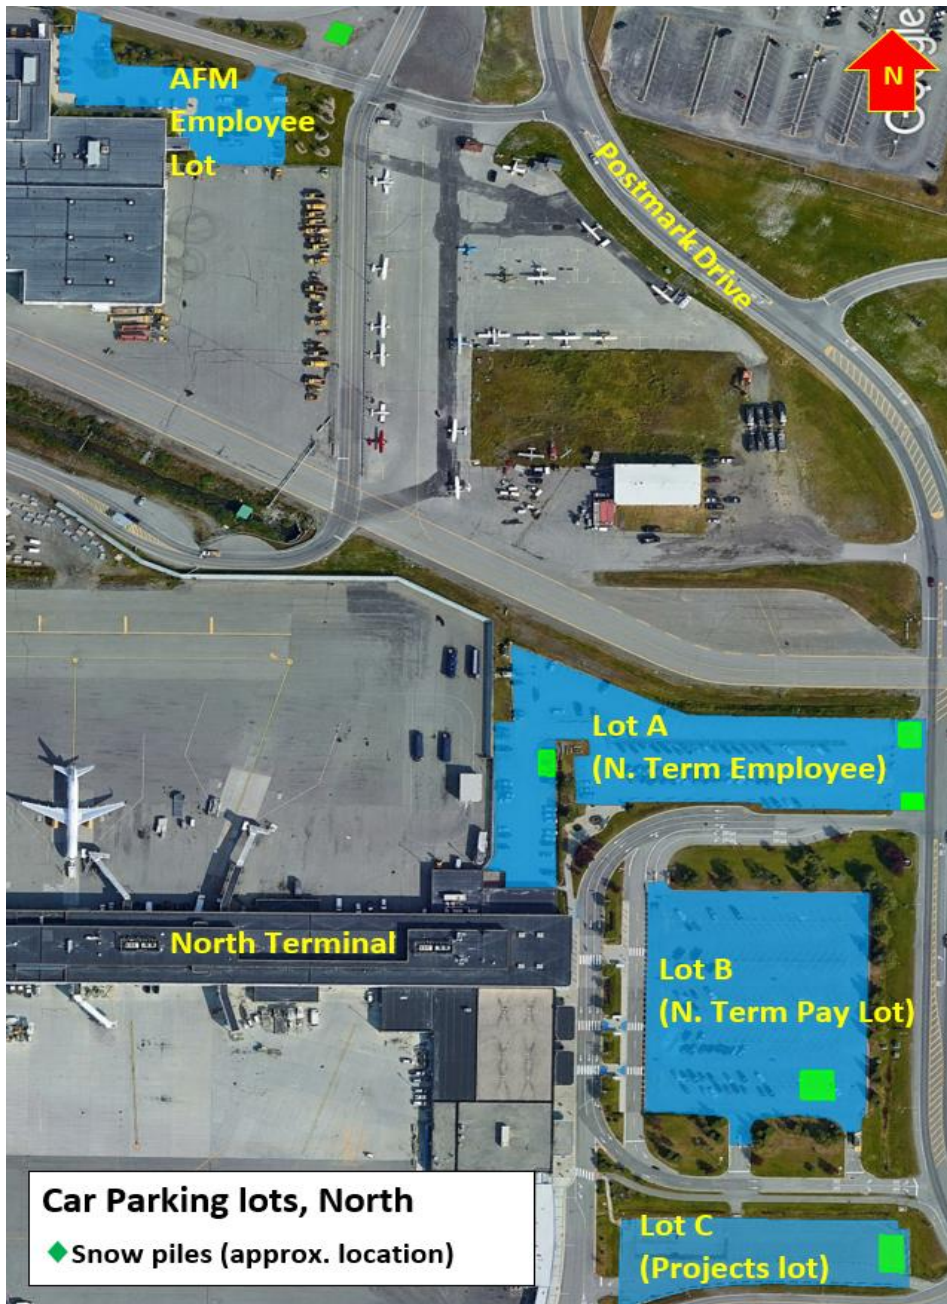 AFM
Employee
Lot
N
Google
Postmark Drive
Lot A
(N. Term Employee)
North Terminal
Lot B
(N. Term Pay Lot)
Car Parking lots, North
Snow piles (approx. location)
Lot C
(Projects lot)